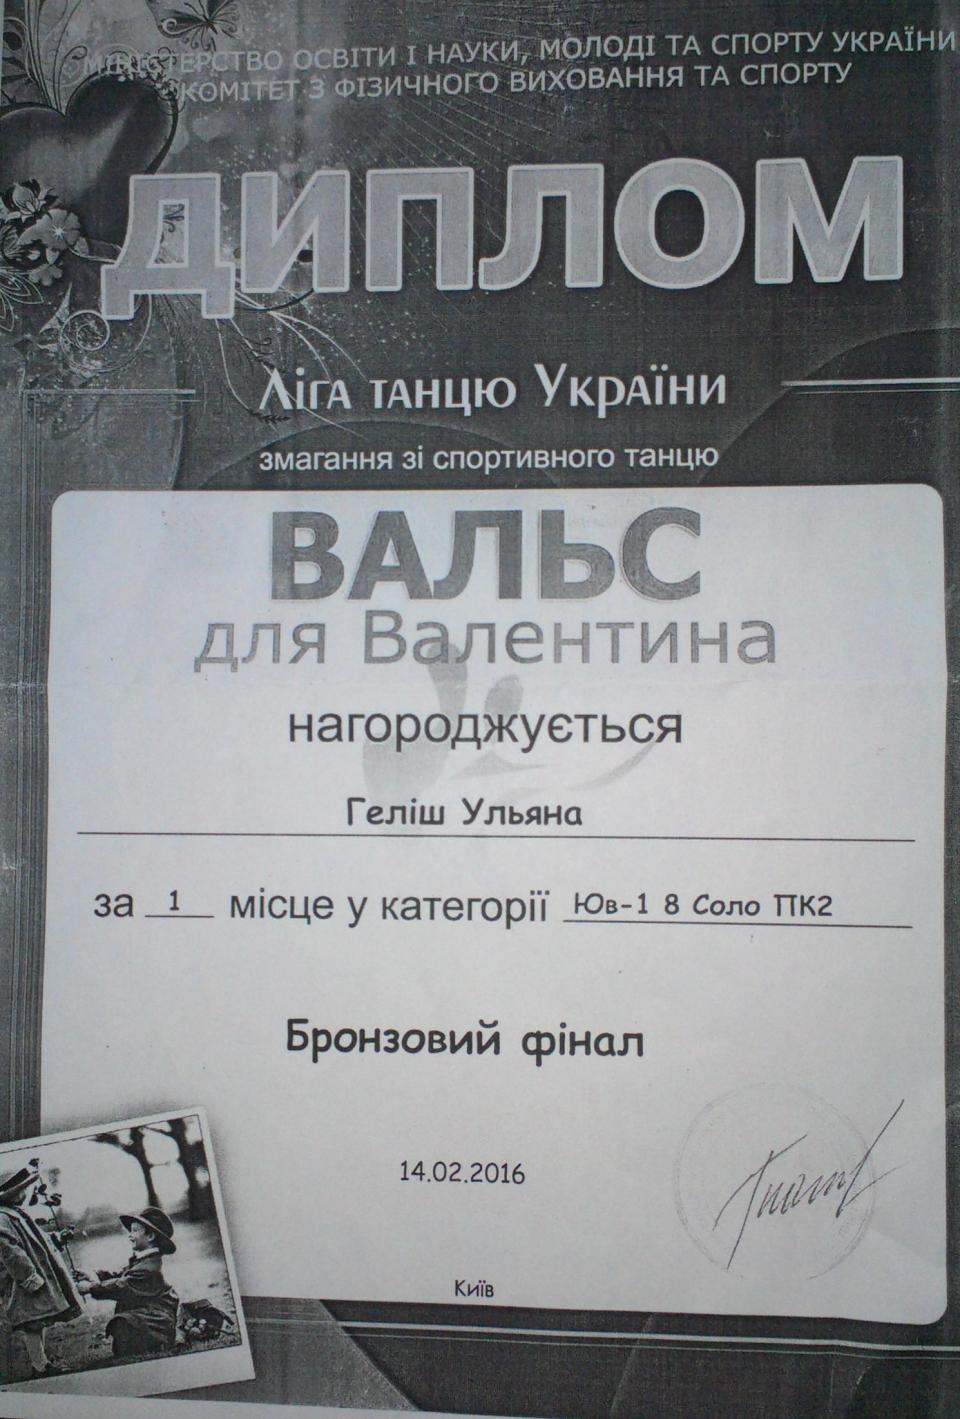 МІНІСТЕРСТВО ОСВІТИ І НАУКИ, МОЛОДІ ТА СПОРТУ УКРАЇНИ
КОМІТЕТ З ФІЗИЧНОГО ВИХОВАННЯ ТА СПОРТУ
ДИПЛОМ
Ліга танцю України
змагання зі спортивного танцю
ВАЛЬС
для Валентина
нагороджується
Геліш Ульяна
за 1 місце у категорії Юв-1 8 Соло ПК2
Бронзовий фінал
14.02.2016
Київ